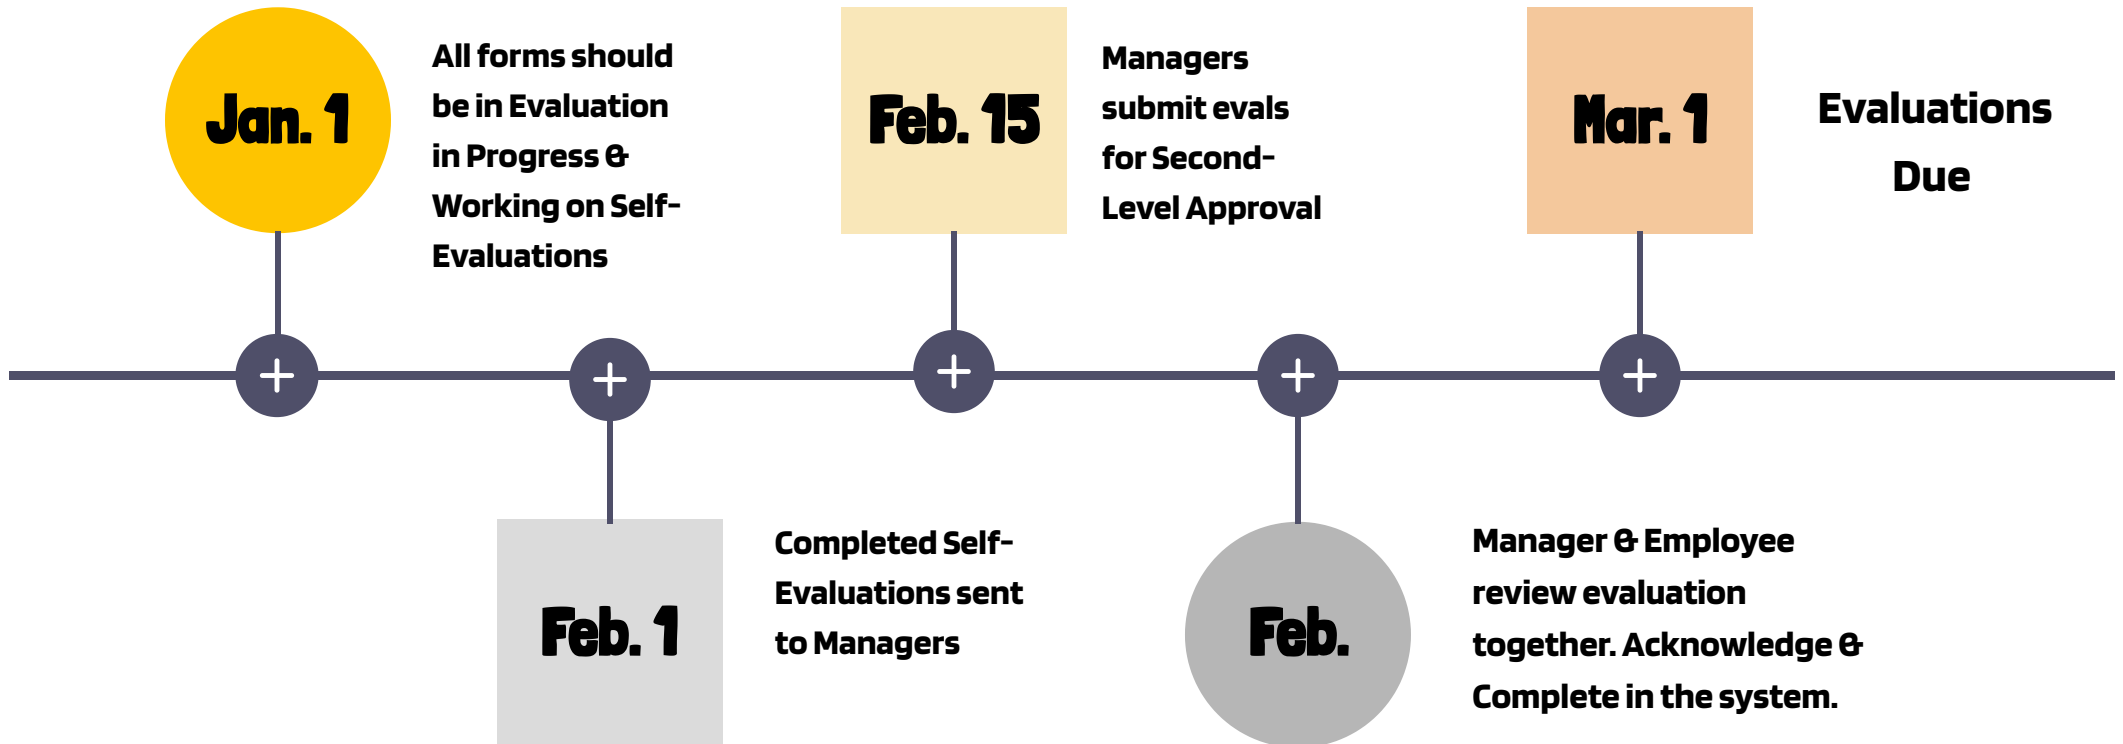 Jan. 1
All forms should
be in Evaluation
in Progress &
Working on Self-
Evaluations
Feb. 1
Completed Self-
Evaluations sent
to Managers
Feb. 15
Managers
submit evals
for Second-
Level Approval
Feb.
Manager & Employee
review evaluation
together. Acknowledge &
Complete in the system.
Mar. 1
Evaluations
Due